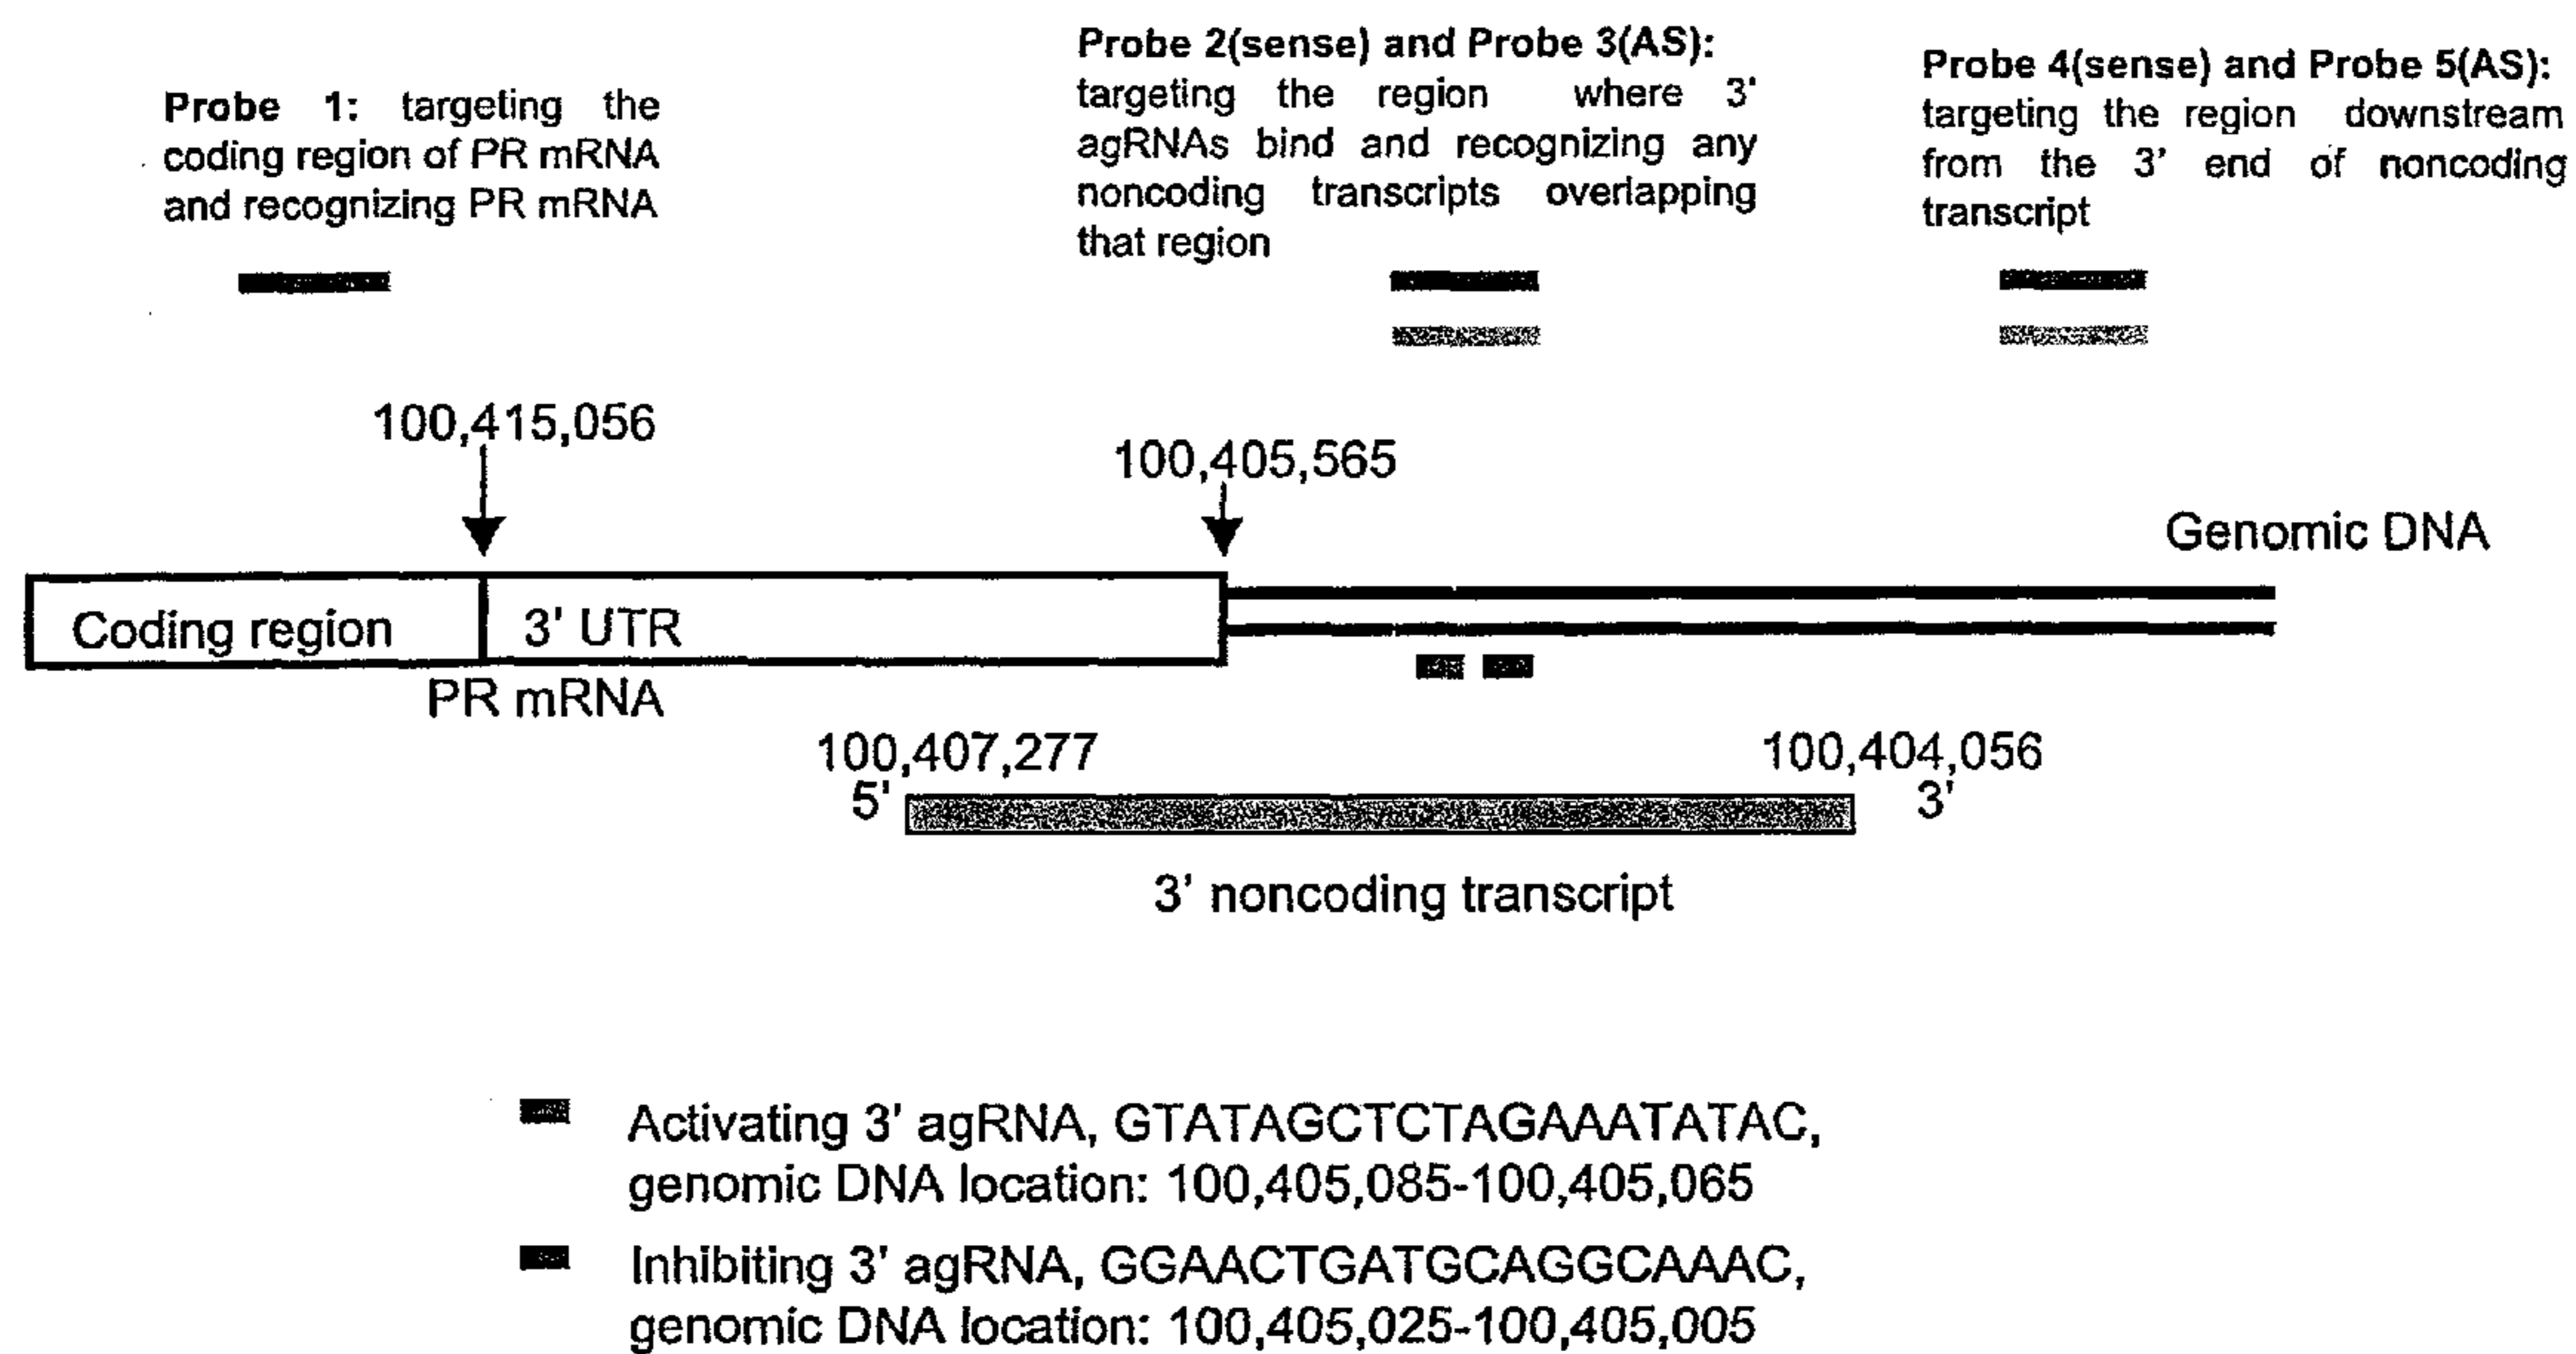 Probe 1: targeting the
coding region of PR mRNA
and recognizing PR mRNA
Probe 2(sense) and Probe 3(AS):
targeting the region where 3'
agRNAs bind and recognizing any
noncoding transcripts overlapping
that region
Probe 4(sense) and Probe 5(AS):
targeting the region downstream
from the 3' end of noncoding
transcript
100,415,056
100,405,565
Genomic DNA
Coding region
3' UTR
PR mRNA
100,407,277
100,404,056
5'
3'
3' noncoding transcript
Activating 3' agRNA, GTATAGCTCTAGAAATATAC,
genomic DNA location: 100,405,085-100,405,065
Inhibiting 3' agRNA, GGAACTGATGCAGGCAAAC,
genomic DNA location: 100,405,025-100,405,005